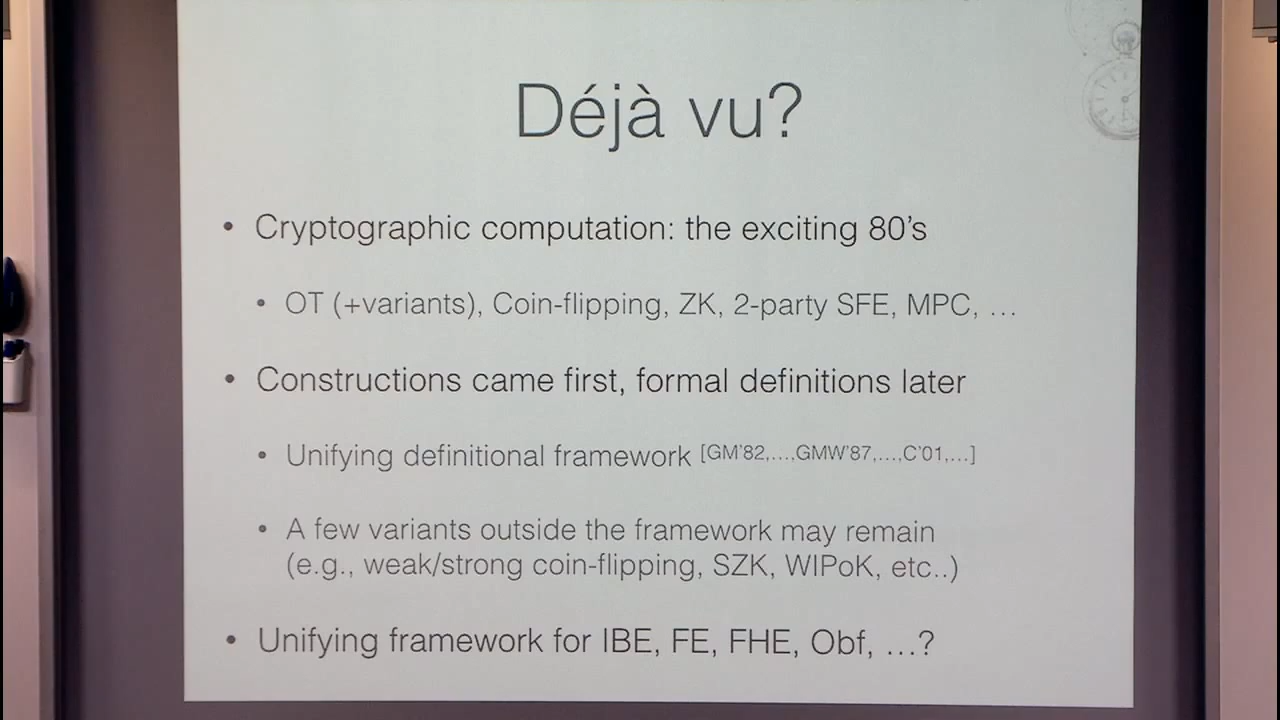 Déjà vu?
• Cryptographic computation: the exciting 80's
• OT (+variants), Coin-flipping, ZK, 2-party SFE, MPC, …
• Constructions came first, formal definitions later
• Unifying definitional framework [GM'82,…,GMW'87,…,C'01,…]
• A few variants outside the framework may remain
(e.g., weak/strong coin-flipping, SZK, WIPoK, etc..)
• Unifying framework for IBE, FE, FHE, Obf, …?